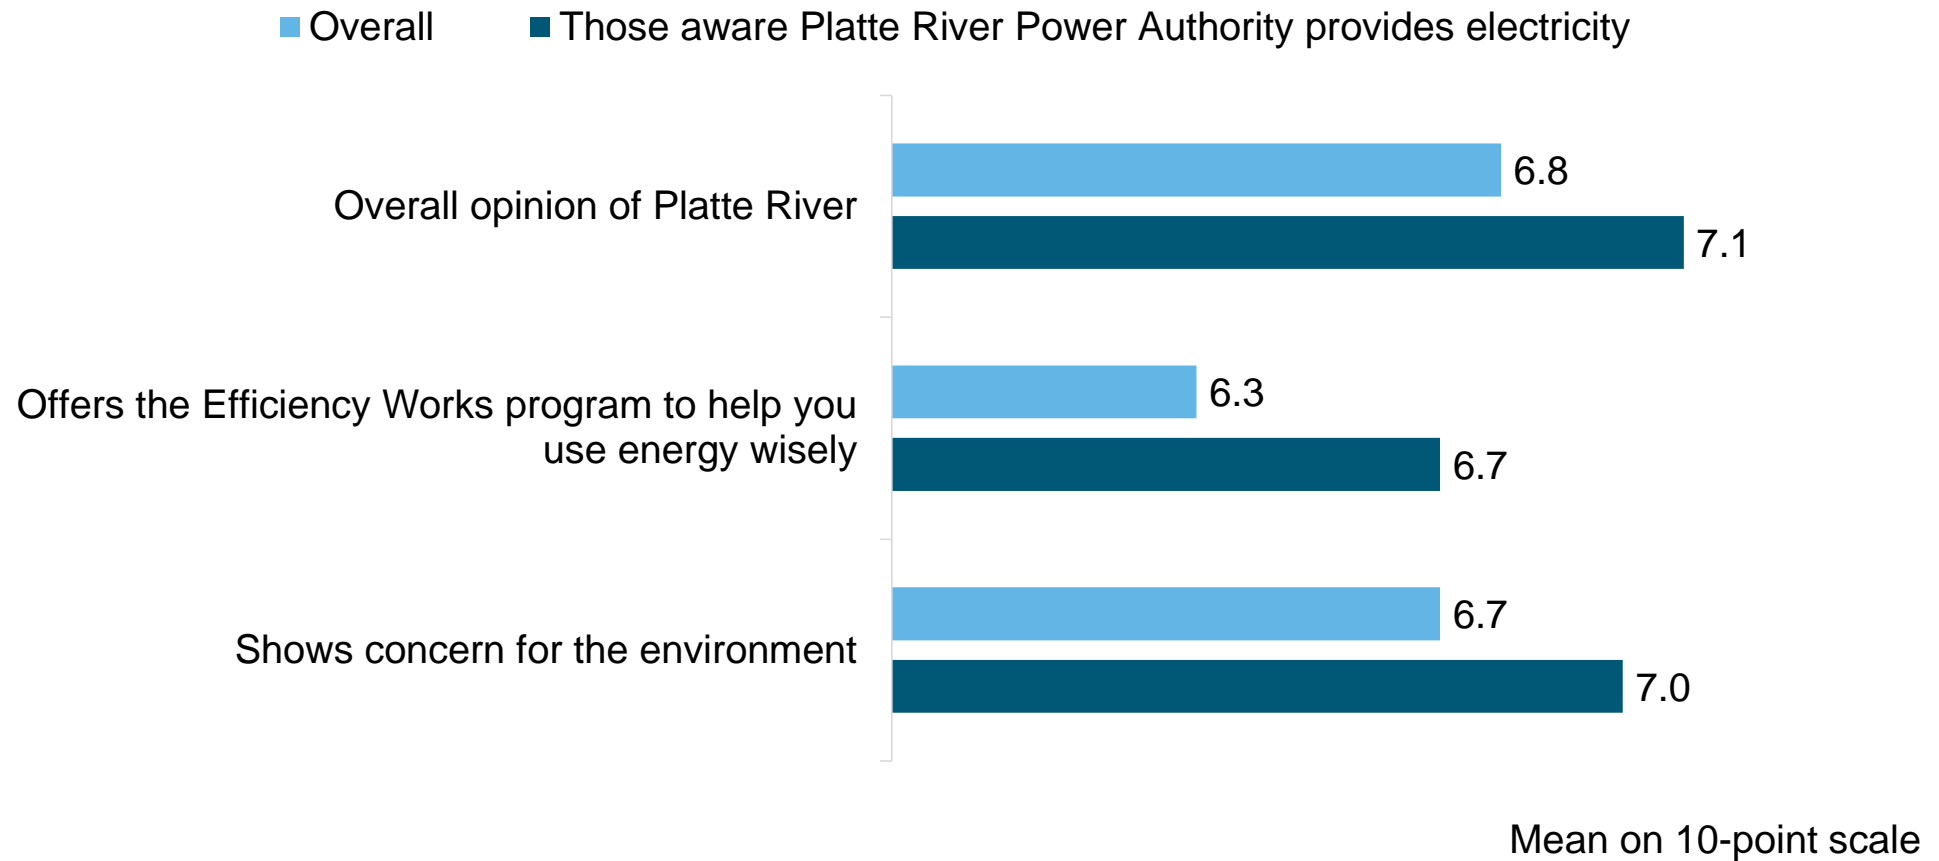 Overall
Those aware Platte River Power Authority provides electricity
Overall opinion of Platte River
6.8
7.1
Offers the Efficiency Works program to help you
use energy wisely
6.3
6.7
Shows concern for the environment
6.7
7.0
Mean on 10-point scale